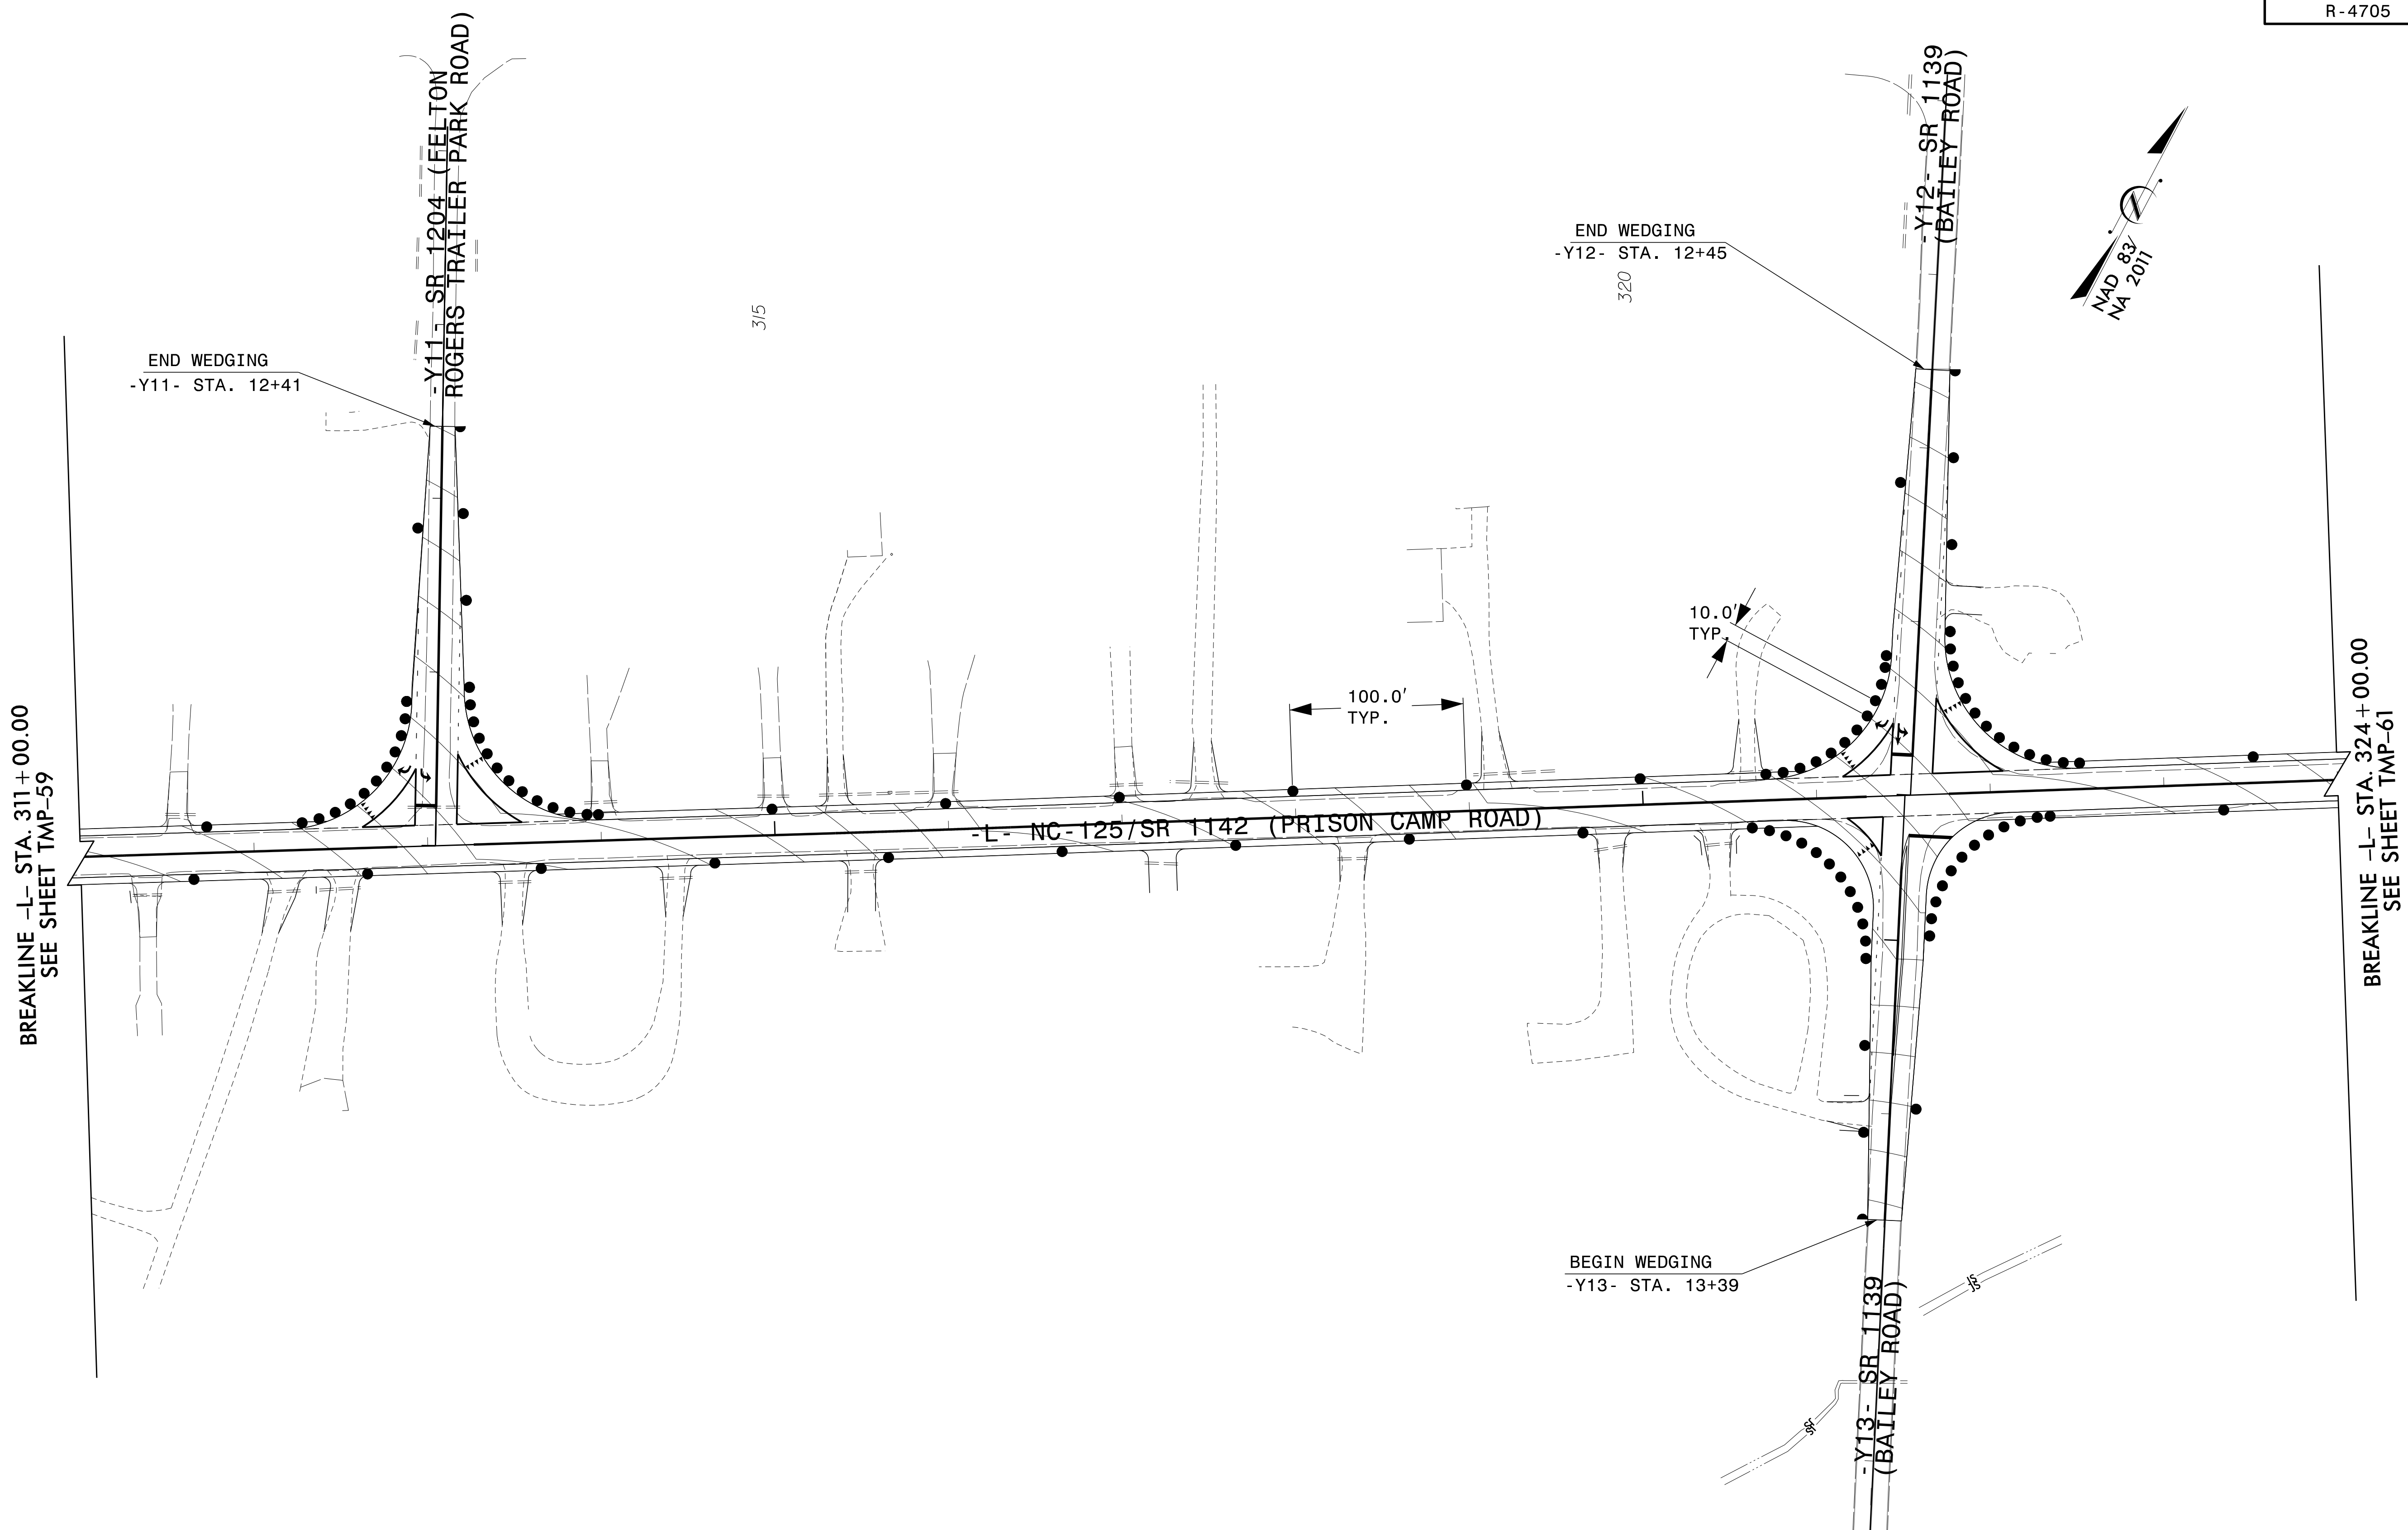 R-4705
-Y11- SR 1204 (FELTON
ROGERS TRAILER PARK ROAD)
-Y12- SR 1139
(BAILEY ROAD)
NAD 83/
NA 2011
END WEDGING
-Y12- STA. 12+45
320
315
END WEDGING
-Y11- STA. 12+41
10.0'
TYP.
100.0'
TYP.
BREAKLINE -L- STA. 311+00.00
SEE SHEET TMP-59
-L- NC-125/SR 1142 (PRISON CAMP ROAD)
BREAKLINE -L- STA. 324+00.00
SEE SHEET TMP-61
BEGIN WEDGING
-Y13- STA. 13+39
-Y13- SR 1139
(BAILEY ROAD)